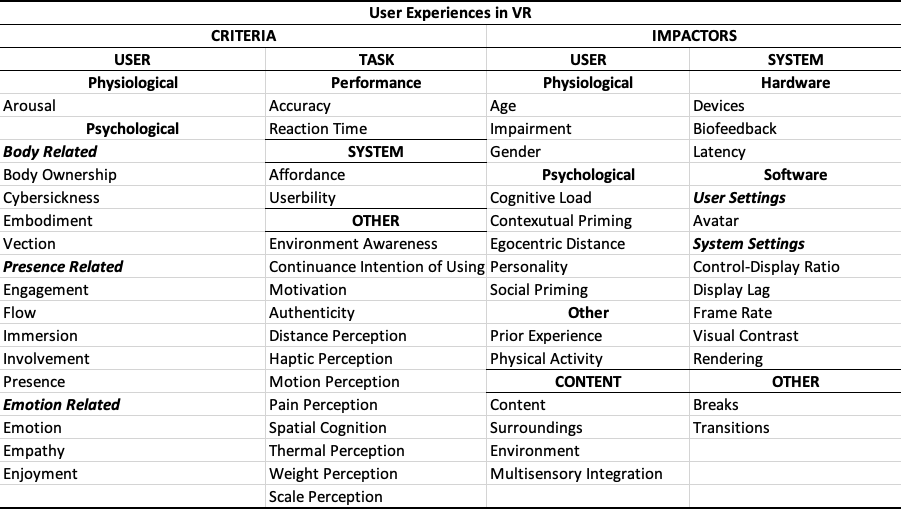 User Experiences in VR
CRITERIA IMPACTORS
USER TASK USER SYSTEM
Physiological Performance Physiological Hardware
Arousal Accuracy Age Devices
Psychological Reaction Time Impairment Biofeedback
Body Related SYSTEM Gender Latency
Body Ownership Affordance Psychological Software
Cybersickness Userbility Cognitive Load User Settings
Embodiment OTHER Contexutual Priming Avatar
Vection Environment Awareness Egocentric Distance System Settings
Presence Related Continuance Intention of Using Personality Control-Display Ratio
Engagement Motivation Social Priming Display Lag
Flow Authenticity Other Frame Rate
Immersion Distance Perception Prior Experience Visual Contrast
Involvement Haptic Perception Physical Activity Rendering
Presence Motion Perception CONTENT OTHER
Emotion Related Pain Perception Content Breaks
Emotion Spatial Cognition Surroundings Transitions
Empathy Thermal Perception Environment
Enjoyment Weight Perception Multisensory Integration
Scale Perception